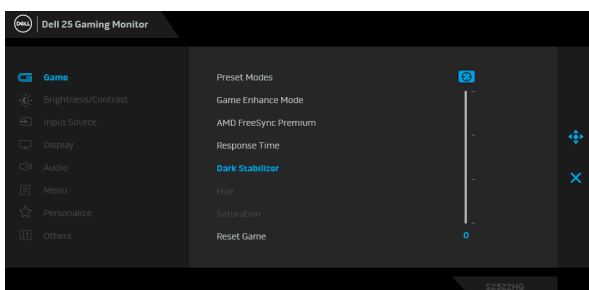 DELL
Dell 25 Gaming Monitor
Game
Brightness/Contrast
Input Source
Display
Audio
Menu
Personalize
Others
Preset Modes
Game Enhance Mode
AMD FreeSync Premium
Response Time
Dark Stabilizer
Hue
Saturation
Reset Game
0
S2522HG